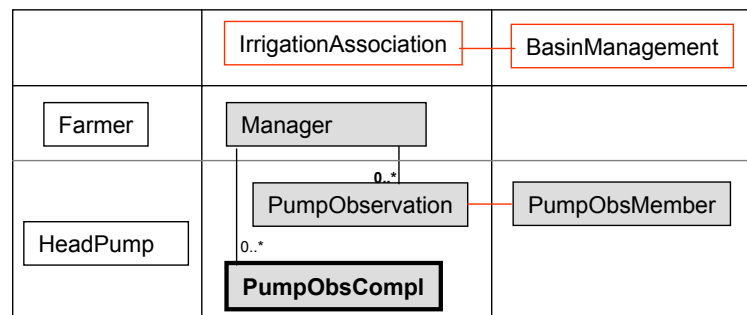 IrrigationAssociation
BasinManagement
Farmer
Manager
0..*
PumpObservation
PumpObsMember
HeadPump
0..*
PumpObsCompl